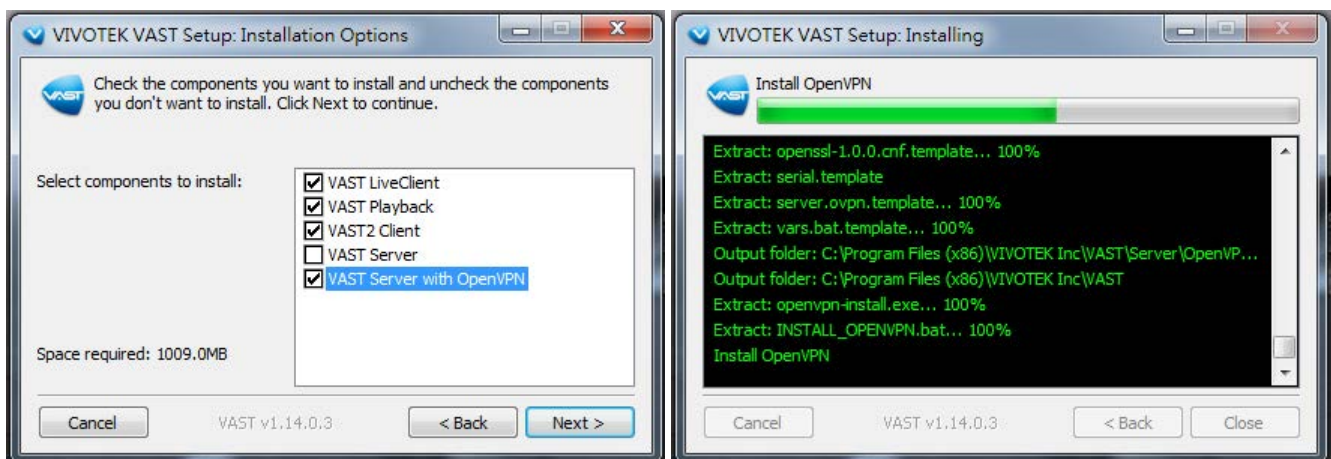 VIVOTEK VAST Setup: Installation Options
VAST
Check the components you want to install and uncheck the components
you don't want to install. Click Next to continue.
Select components to install:
VAST LiveClient
VAST Playback
VAST2 Client
VAST Server
VAST Server with OpenVPN
Space required: 1009.0MB
Cancel
VAST v1.14.0.3
< Back
Next >
VIVOTEK VAST Setup: Installing
VAST
Install OpenVPN
Extract: openssl-1.0.0.cnf.template... 100%
Extract: serial.template
Extract: server.ovpn.template... 100%
Extract: vars.bat.template... 100%
Output folder: C:\Program Files (x86)\VIVOTEK Inc\VAST\Server\OpenVP...
Output folder: C:\Program Files (x86)\VIVOTEK Inc\VAST
Extract: openvpn-install.exe... 100%
Extract: INSTALL_OPENVPN.bat... 100%
Install OpenVPN
Cancel
VAST v1.14.0.3
< Back
Close